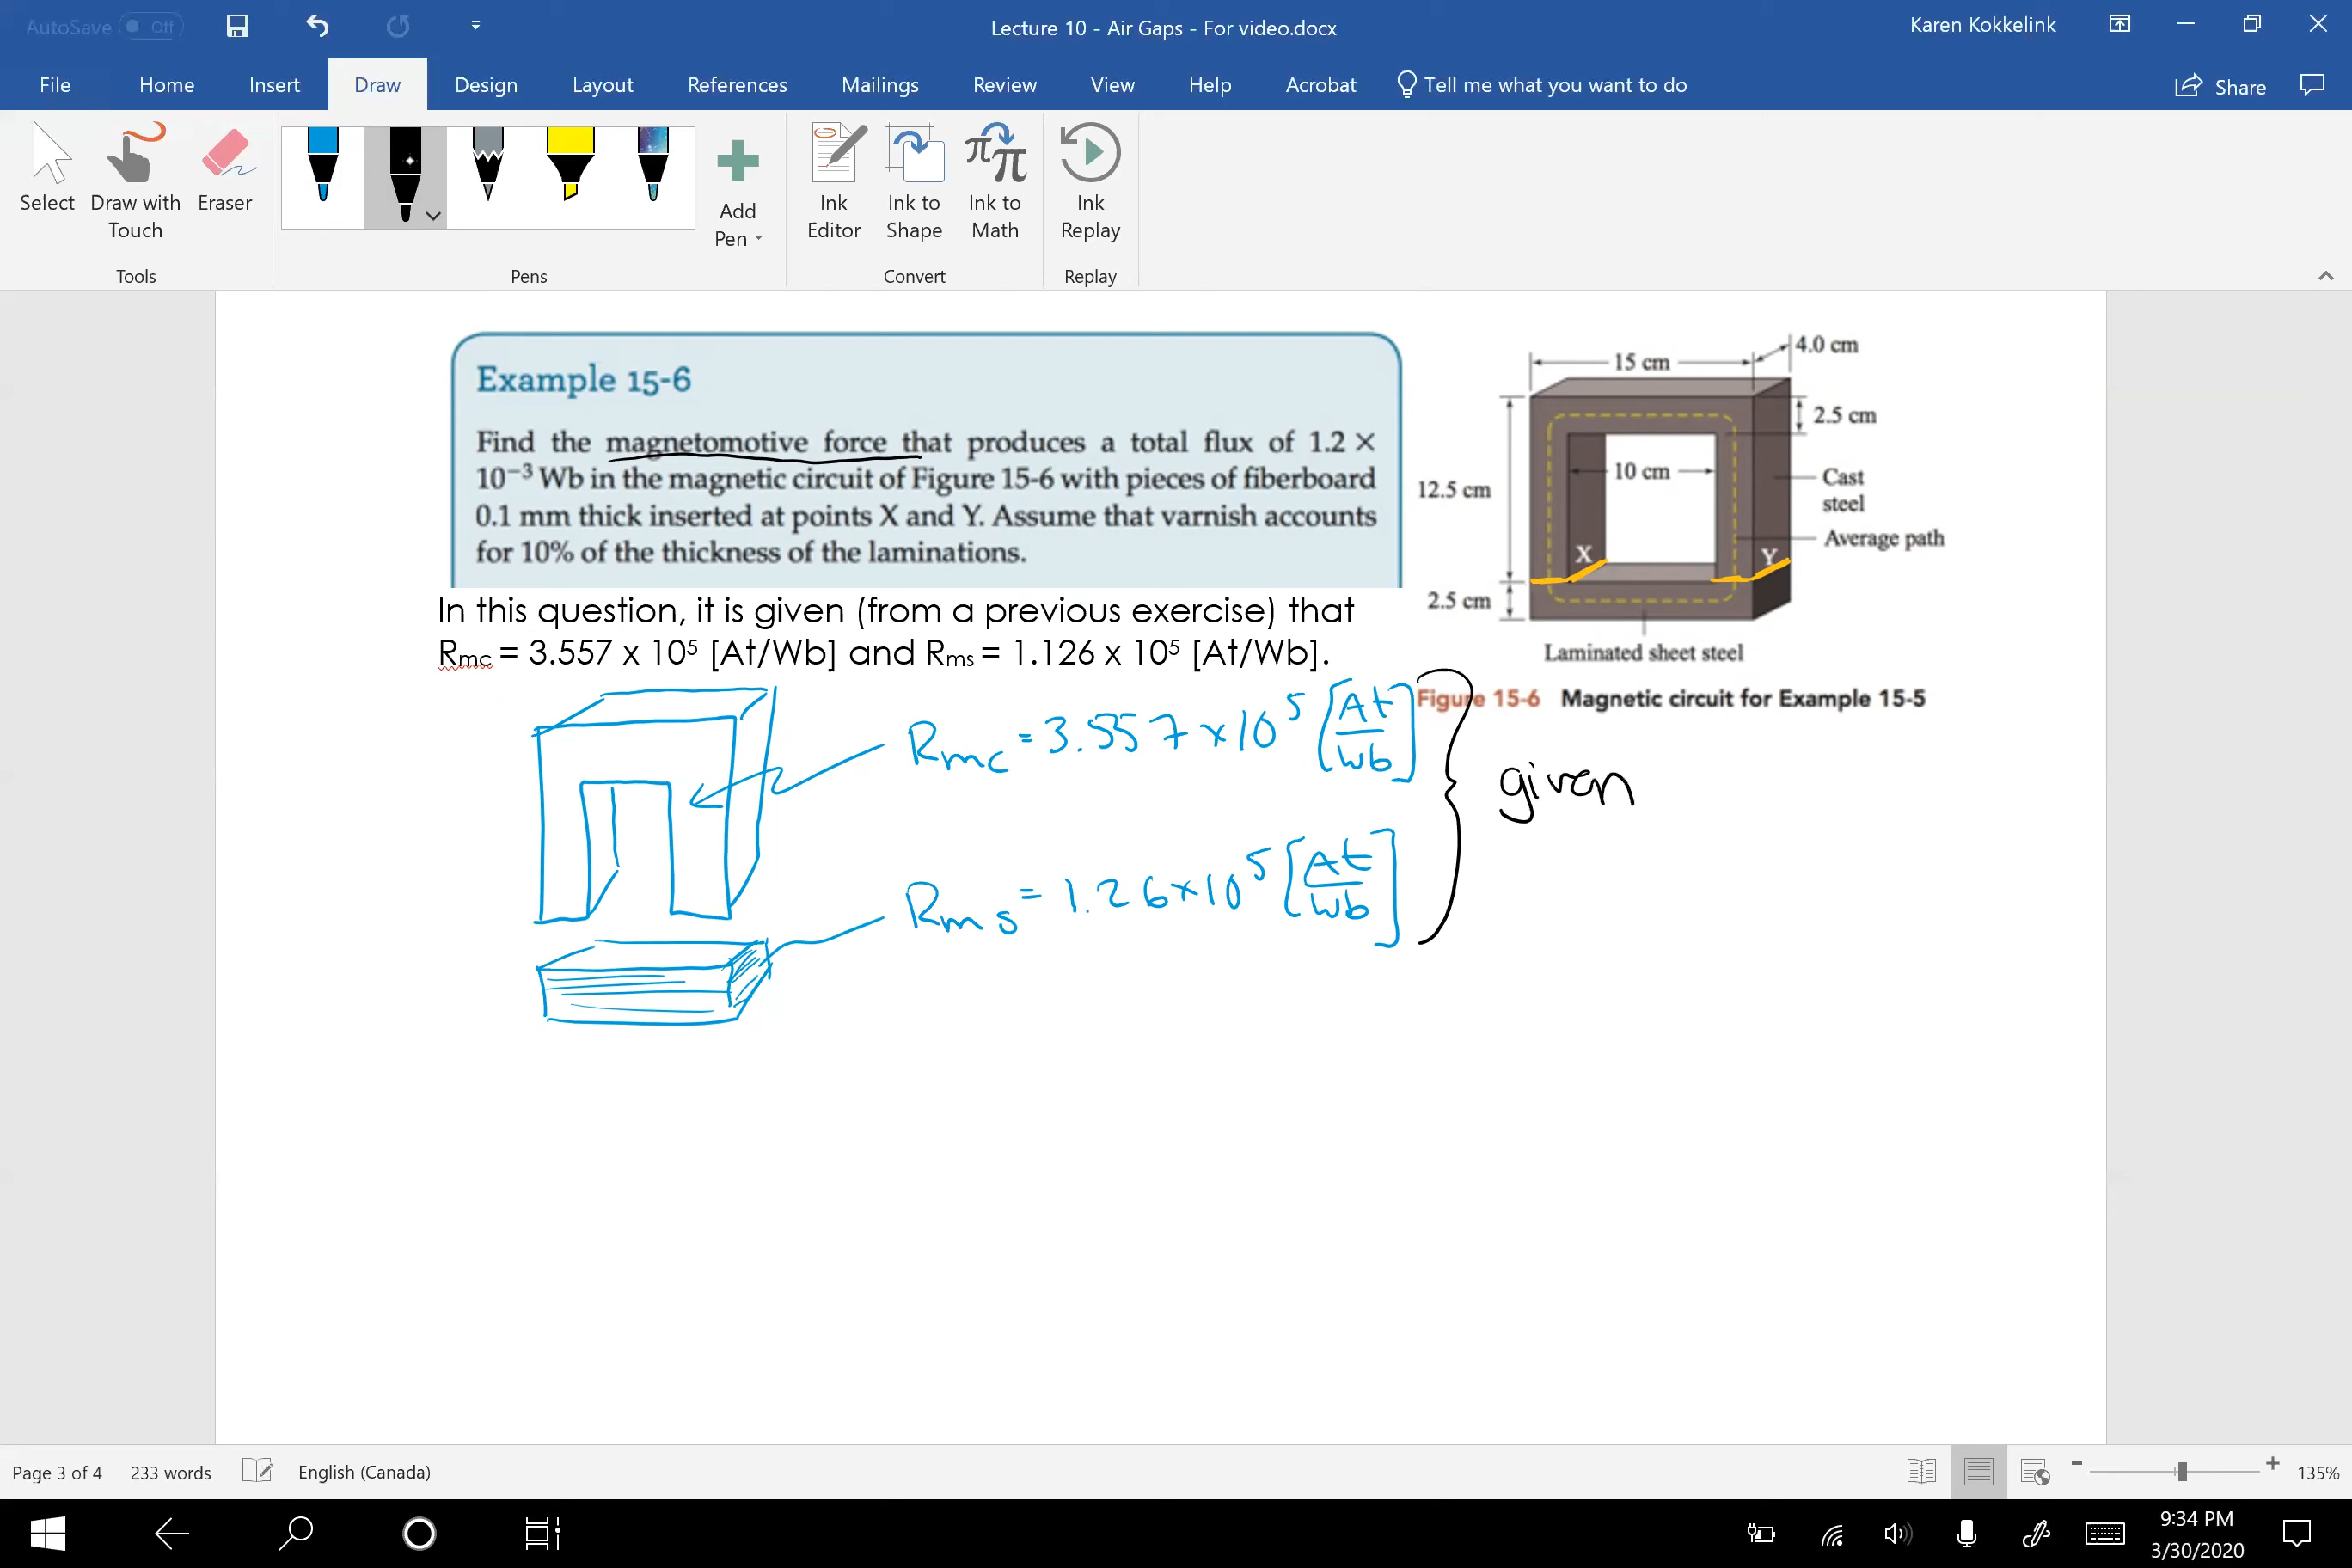 AutoSave Off
Lecture 10 - Air Gaps - For video.docx
Karen Kokkelink
File Home Insert Draw Design Layout References Mailings Review View Help Acrobat Tell me what you want to do Share
Select
Draw with Touch
Eraser
Add Pen
Ink Editor
Ink to Shape
Ink to Math
Ink Replay
Tools Pens Convert Replay
Example 15-6
Find the magnetomotive force that produces a total flux of 1.2 ×
10⁻³ Wb in the magnetic circuit of Figure 15-6 with pieces of fiberboard
0.1 mm thick inserted at points X and Y. Assume that varnish accounts
for 10% of the thickness of the laminations.
15 cm
4.0 cm
2.5 cm
10 cm
12.5 cm
Cast
steel
Average path
X
Y
2.5 cm
Laminated sheet steel
Figure 15-6 Magnetic circuit for Example 15-5
In this question, it is given (from a previous exercise) that
Rmc = 3.557 x 10⁵ [At/Wb] and Rms = 1.126 x 10⁵ [At/Wb].
Rmc = 3.557 × 10⁵ [At/Wb]
given
Rms = 1.26 × 10⁵ [At/Wb]
Page 3 of 4 233 words English (Canada) 135%
9:34 PM
3/30/2020